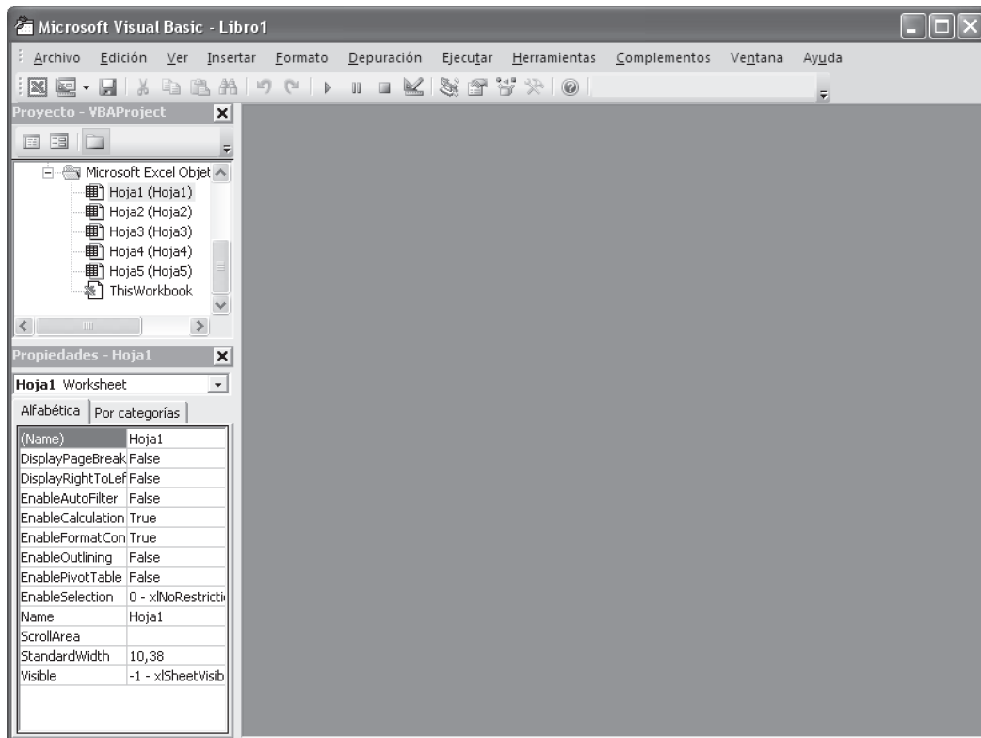 Microsoft Visual Basic - Libro1
Archivo Edición Ver Insertar Formato Depuración Ejecutar Herramientas Complementos Ventana Ayuda
Proyecto - VBAProject
Microsoft Excel Objet
Hoja1 (Hoja1)
Hoja2 (Hoja2)
Hoja3 (Hoja3)
Hoja4 (Hoja4)
Hoja5 (Hoja5)
ThisWorkbook
Propiedades - Hoja1
Hoja1 Worksheet
Alfabética Por categorías
(Name) Hoja1
DisplayPageBreak False
DisplayRightToLef False
EnableAutoFilter False
EnableCalculation True
EnableFormatCon True
EnableOutlining False
EnablePivotTable False
EnableSelection 0 - xlNoRestricti
Name Hoja1
ScrollArea
StandardWidth 10,38
Visible -1 - xlSheetVisib